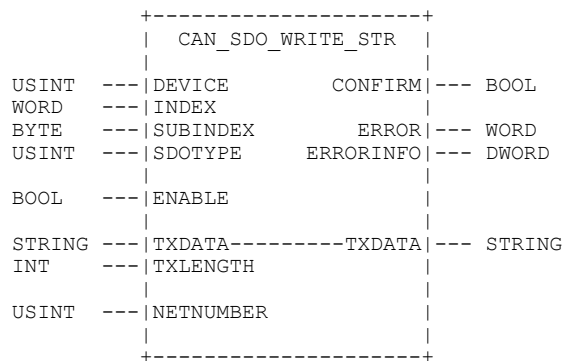 +----------------------+
| CAN_SDO_WRITE_STR |
| |
USINT ---|DEVICE CONFIRM|--- BOOL
WORD ---|INDEX |
BYTE ---|SUBINDEX ERROR|--- WORD
USINT ---|SDOTYPE ERRORINFO|--- DWORD
| |
BOOL ---|ENABLE |
| |
STRING ---|TXDATA---------TXDATA|--- STRING
INT ---|TXLENGTH |
| |
USINT ---|NETNUMBER |
| |
+----------------------+